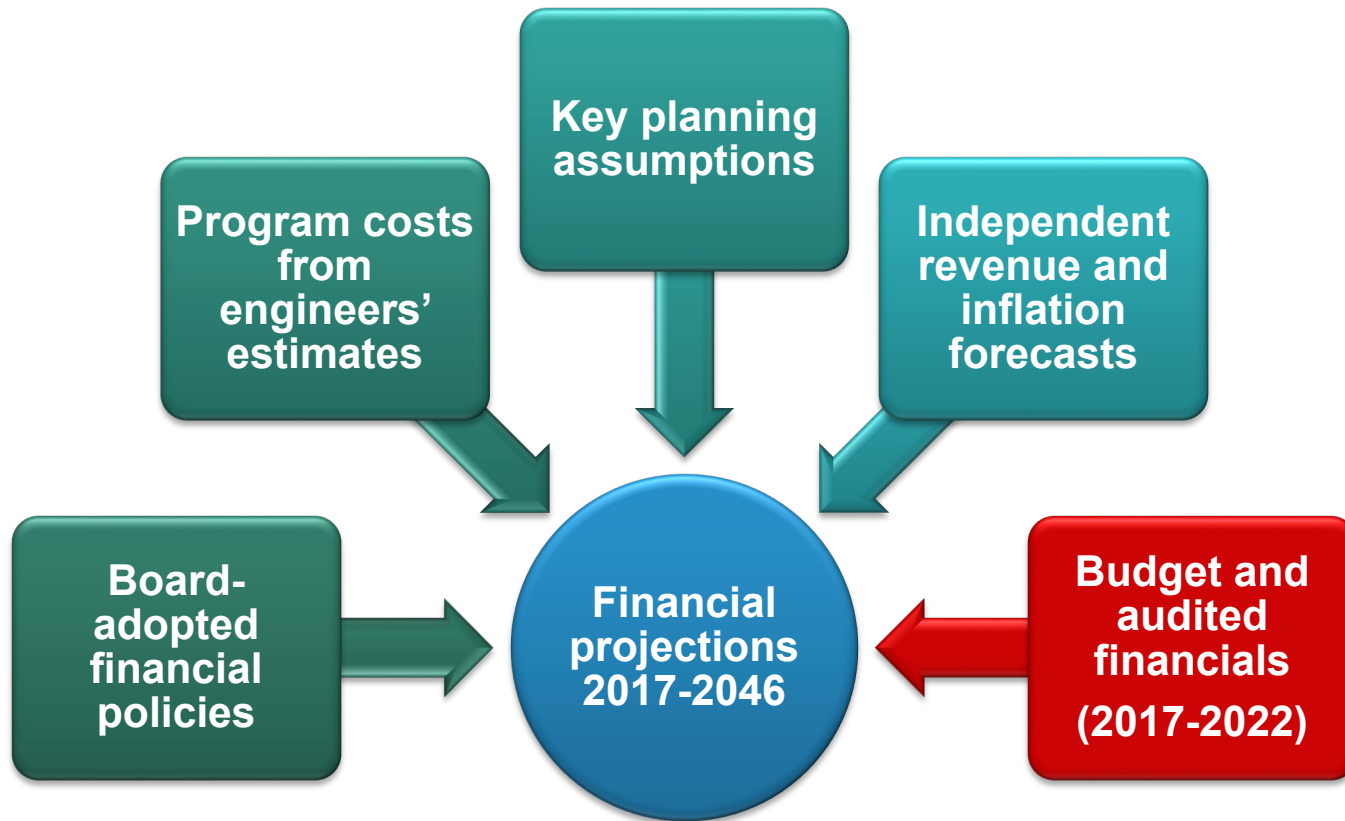 Key planning
assumptions
Program costs
from
engineers’
estimates
Independent
revenue and
inflation
forecasts
Board-
adopted
financial
policies
Financial
projections
2017-2046
Budget and
audited
financials
(2017-2022)